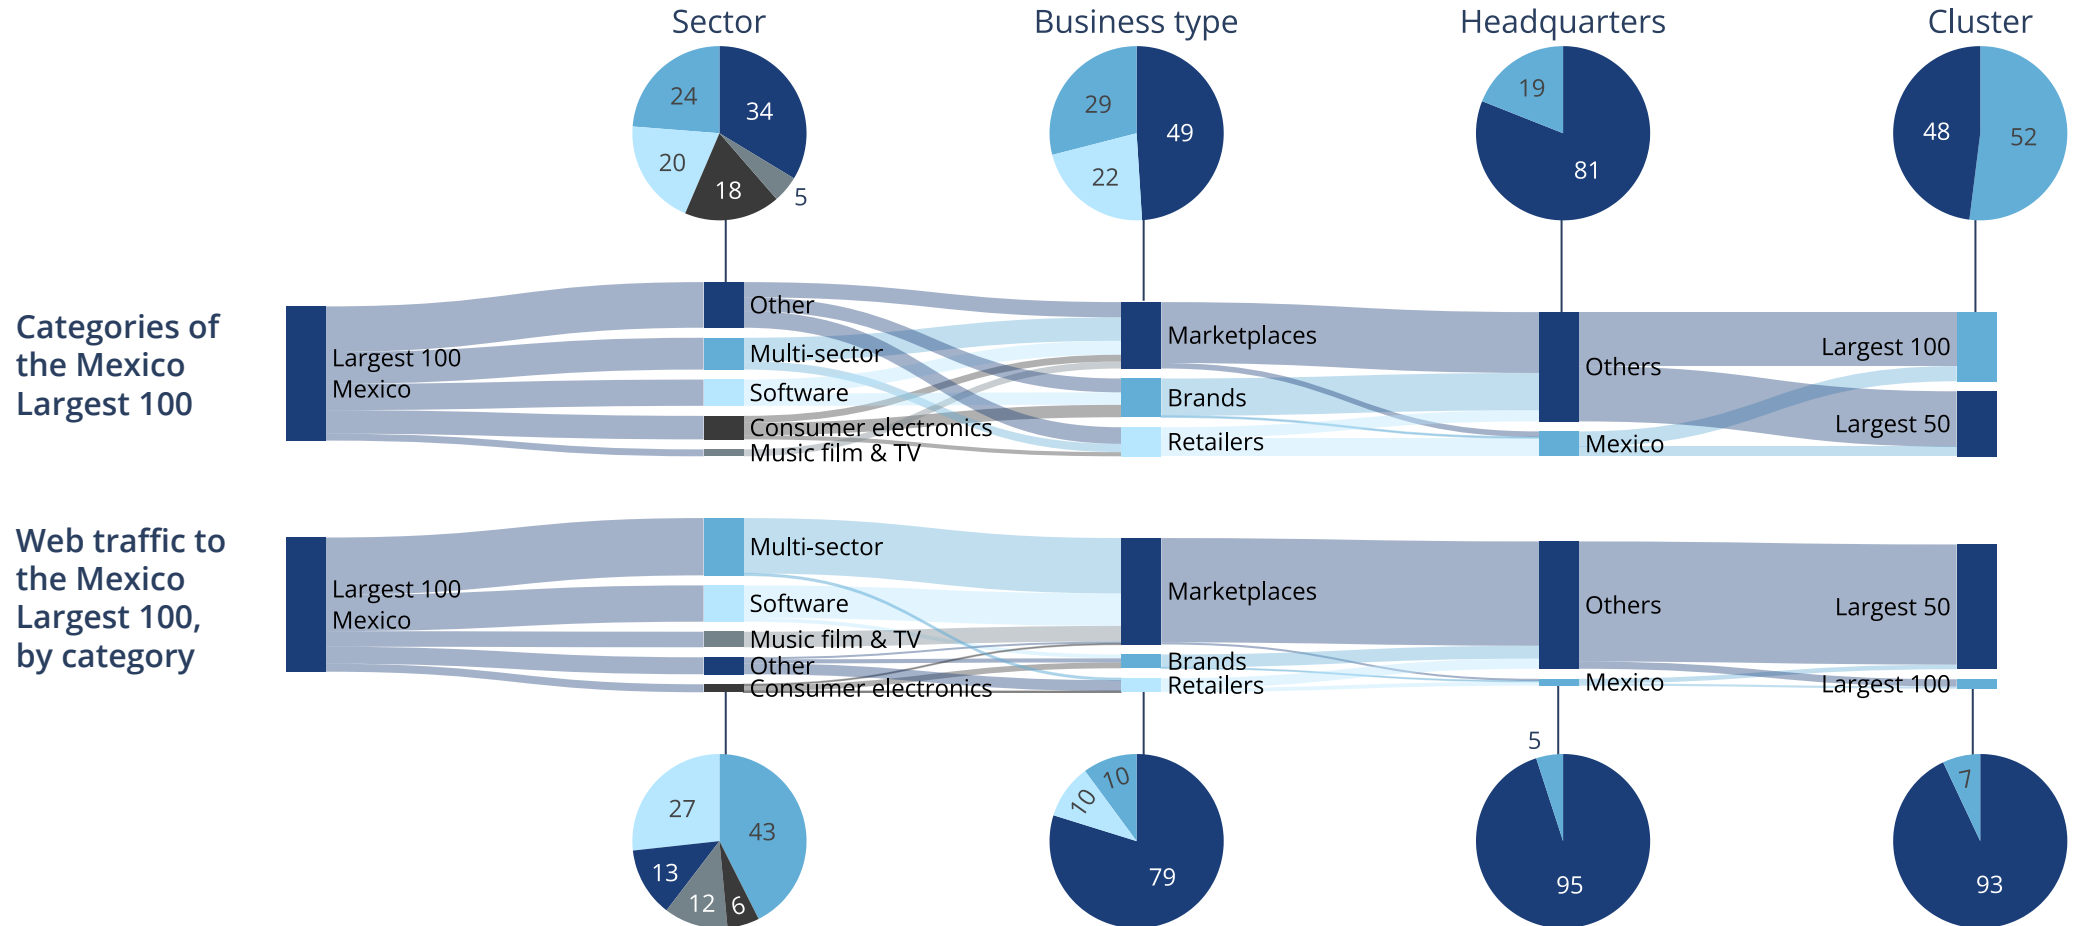 Sector
Business type
Headquarters
Cluster
24
34
20
18
5
29
49
22
19
81
48
52
Categories of
the Mexico
Largest 100
Largest 100
Mexico
Other
Multi-sector
Software
Consumer electronics
Music film & TV
Marketplaces
Brands
Retailers
Others
Mexico
Largest 100
Largest 50
Web traffic to
the Mexico
Largest 100,
by category
Largest 100
Mexico
Multi-sector
Software
Music film & TV
Other
Consumer electronics
Marketplaces
Brands
Retailers
Others
Mexico
Largest 50
Largest 100
27
43
13
12
6
10
10
79
5
95
7
93